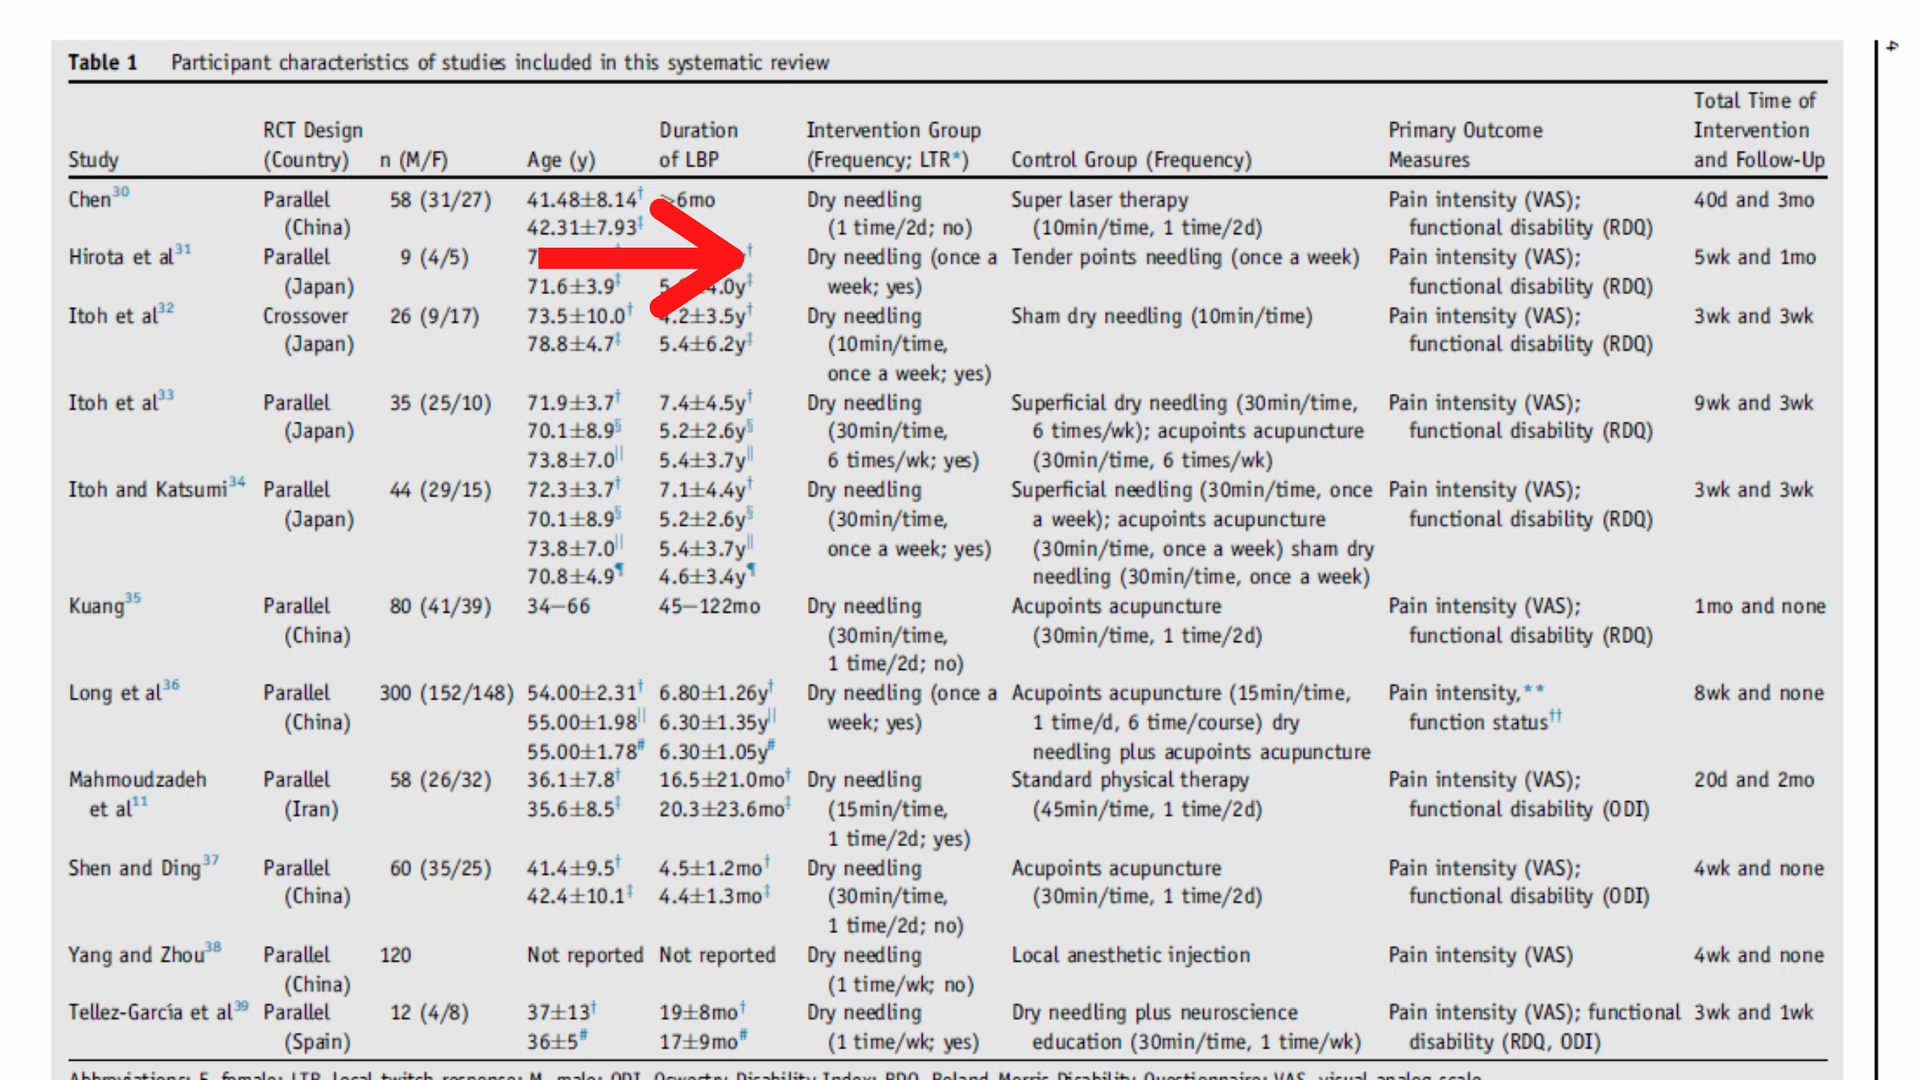 4
Table 1 Participant characteristics of studies included in this systematic review
Total Time of
RCT Design Duration Intervention Group Primary Outcome Intervention
Study (Country) n (M/F) Age (y) of LBP (Frequency; LTR*) Control Group (Frequency) Measures and Follow-Up
Chen30 Parallel 58 (31/27) 41.48±8.14† >6mo Dry needling Super laser therapy Pain intensity (VAS); 40d and 3mo
(China) 42.31±7.93‡ (1 time/2d; no) (10min/time, 1 time/2d) functional disability (RDQ)
Hirota et al31 Parallel 9 (4/5) † Dry needling (once a Tender points needling (once a week) Pain intensity (VAS); 5wk and 1mo
(Japan) 71.6±3.9‡ week; yes) functional disability (RDQ)
Itoh et al32 Crossover 26 (9/17) 73.5±10.0† 4.2±3.5y† Dry needling Sham dry needling (10min/time) Pain intensity (VAS); 3wk and 3wk
(Japan) 78.8±4.7‡ 5.4±6.2y‡ (10min/time, functional disability (RDQ)
once a week; yes)
Itoh et al33 Parallel 35 (25/10) 71.9±3.7† 7.4±4.5y† Dry needling Superficial dry needling (30min/time, Pain intensity (VAS); 9wk and 3wk
(Japan) 70.1±8.9§ 5.2±2.6y§ (30min/time, 6 times/wk); acupoints acupuncture functional disability (RDQ)
73.8±7.0|| 5.4±3.7y|| 6 times/wk; yes) (30min/time, 6 times/wk)
Itoh and Katsumi34 Parallel 44 (29/15) 72.3±3.7† 7.1±4.4y† Dry needling Superficial needling (30min/time, once Pain intensity (VAS); 3wk and 3wk
(Japan) 70.1±8.9§ 5.2±2.6y§ (30min/time, a week); acupoints acupuncture functional disability (RDQ)
73.8±7.0|| 5.4±3.7y|| once a week; yes) (30min/time, once a week) sham dry
70.8±4.9¶ 4.6±3.4y¶ needling (30min/time, once a week)
Kuang35 Parallel 80 (41/39) 34–66 45–122mo Dry needling Acupoints acupuncture Pain intensity (VAS); 1mo and none
(China) (30min/time, (30min/time, 1 time/2d) functional disability (RDQ)
1 time/2d; no)
Long et al36 Parallel 300 (152/148) 54.00±2.31† 6.80±1.26y† Dry needling (once a Acupoints acupuncture (15min/time, Pain intensity,** 8wk and none
(China) 55.00±1.98|| 6.30±1.35y|| week; yes) 1 time/d, 6 time/course) dry function status††
55.00±1.78# 6.30±1.05y# needling plus acupoints acupuncture
Mahmoudzadeh Parallel 58 (26/32) 36.1±7.8† 16.5±21.0mo† Dry needling Standard physical therapy Pain intensity (VAS); 20d and 2mo
et al11 (Iran) 35.6±8.5‡ 20.3±23.6mo‡ (15min/time, (45min/time, 1 time/2d) functional disability (ODI)
1 time/2d; yes)
Shen and Ding37 Parallel 60 (35/25) 41.4±9.5† 4.5±1.2mo† Dry needling Acupoints acupuncture Pain intensity (VAS); 4wk and none
(China) 42.4±10.1‡ 4.4±1.3mo‡ (30min/time, (30min/time, 1 time/2d) functional disability (ODI)
1 time/2d; no)
Yang and Zhou38 Parallel 120 Not reported Not reported Dry needling Local anesthetic injection Pain intensity (VAS) 4wk and none
(China) (1 time/wk; no)
Tellez-García et al39 Parallel 12 (4/8) 37±13† 19±8mo† Dry needling Dry needling plus neuroscience Pain intensity (VAS); functional 3wk and 1wk
(Spain) 36±5# 17±9mo# (1 time/wk; yes) education (30min/time, 1 time/wk) disability (RDQ, ODI)
Abbreviations: F, female; LTR, local twitch response; M, male; ODI, Oswestry Disability Index; RDQ, Roland Morris Disability Questionnaire; VAS, visual analog scale.